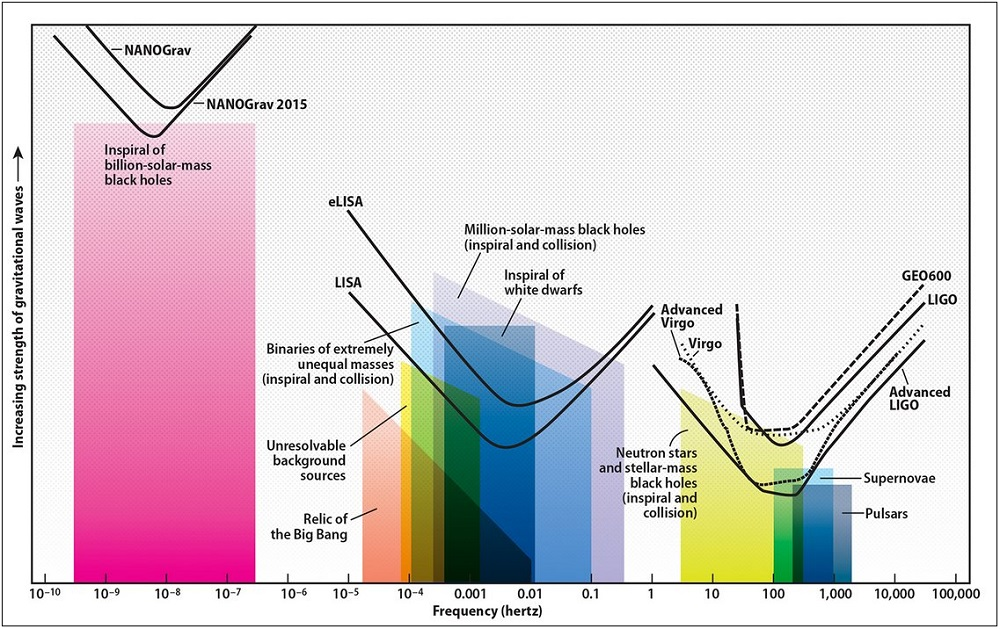 NANOGrav
NANOGrav 2015
Inspiral of
billion-solar-mass
black holes
eLISA
LISA
Million-solar-mass black holes
(inspiral and collision)
Inspiral of
white dwarfs
Binaries of extremely
unequal masses
(inspiral and collision)
Unresolvable
background
sources
Relic of
the Big Bang
GEO600
LIGO
Advanced
Virgo
Virgo
Advanced
LIGO
Neutron stars
and stellar-mass
black holes
(inspiral and
collision)
Supernovae
Pulsars
Increasing strength of gravitational waves
10⁻¹⁰ 10⁻⁹ 10⁻⁸ 10⁻⁷ 10⁻⁶ 10⁻⁵ 10⁻⁴ 0.001 0.01 0.1 1 10 100 1,000 10,000 100,000
Frequency (hertz)